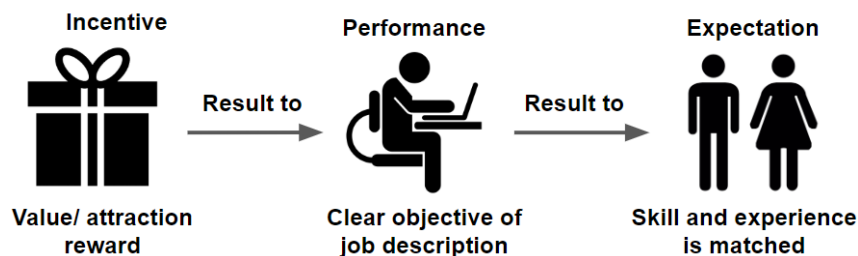 Incentive
Performance
Expectation
Result to
Result to
Value/ attraction
reward
Clear objective of
job description
Skill and experience
is matched